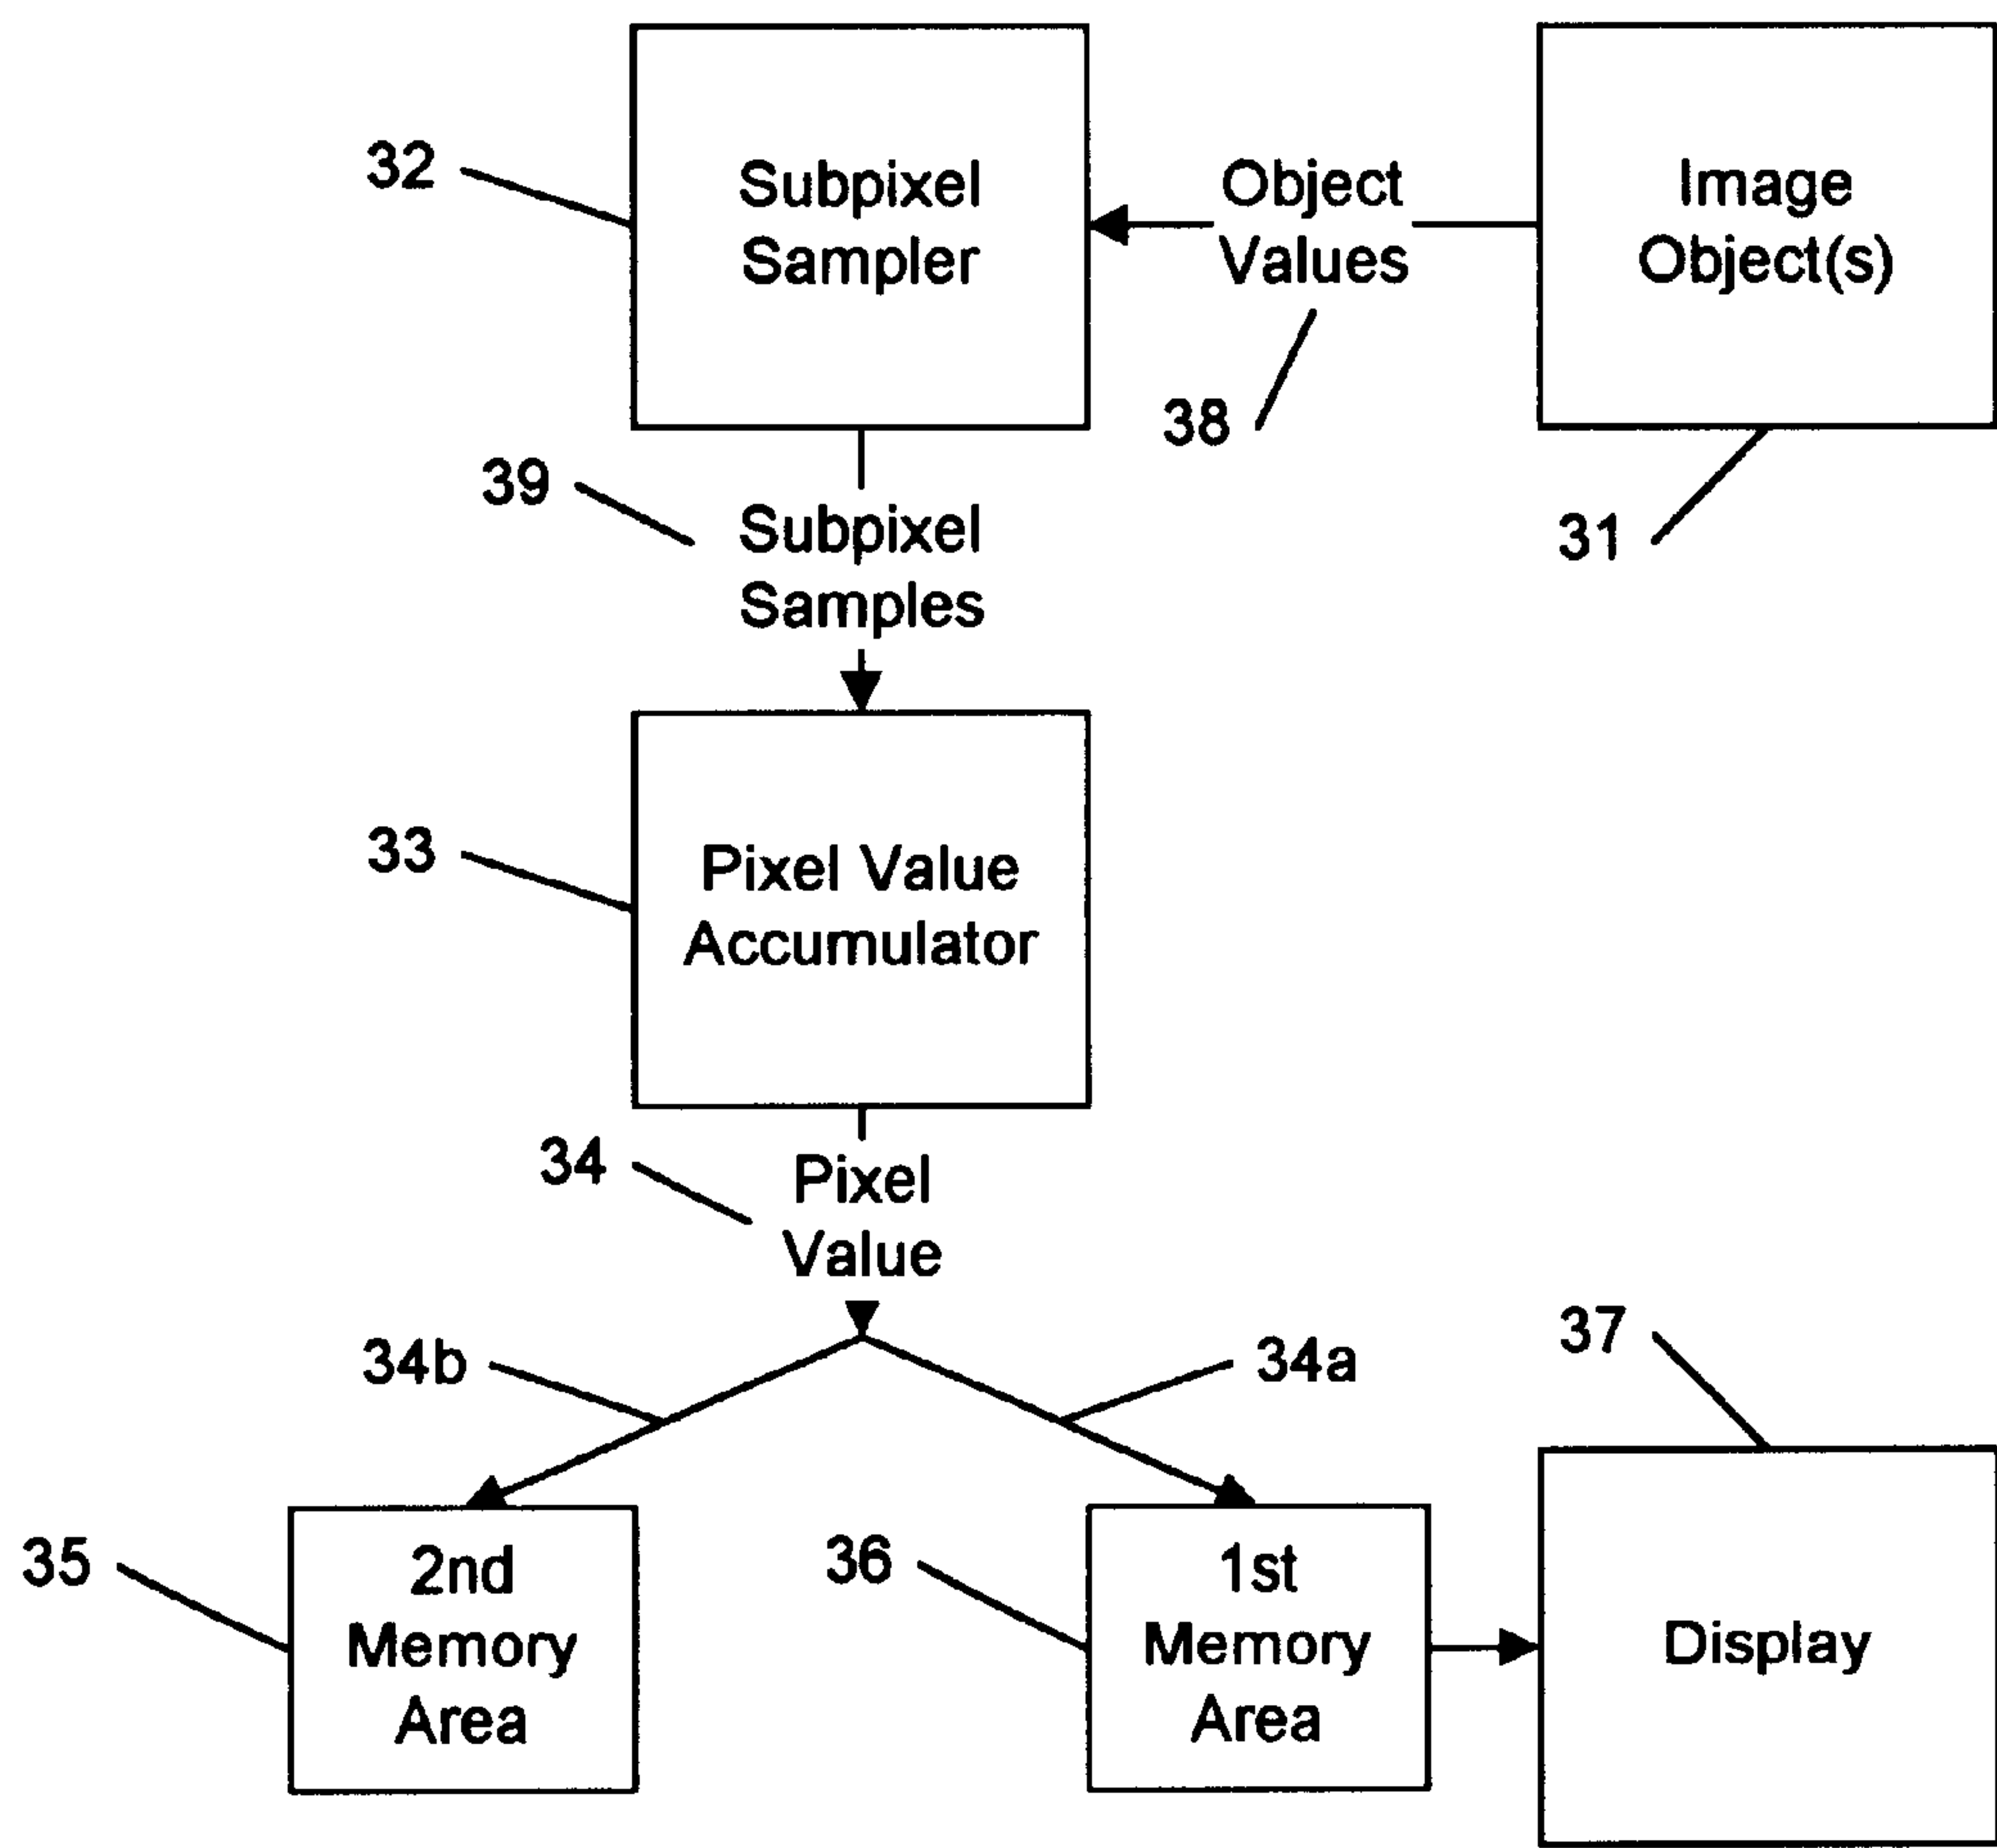 32
Subpixel
Sampler
Object
Values
Image
Object(s)
38
31
39
Subpixel
Samples
33
Pixel Value
Accumulator
34
Pixel
Value
34b
34a
37
35
2nd
Memory
Area
36
1st
Memory
Area
Display